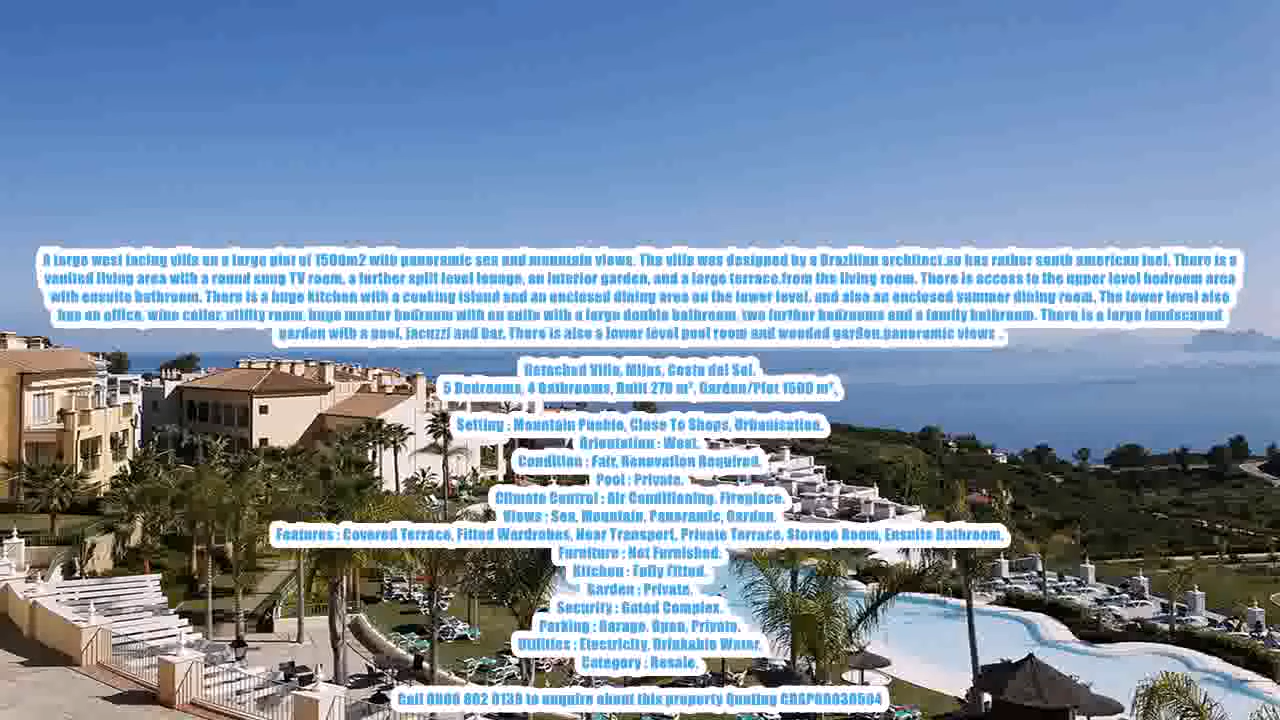 A large west facing villa on a large plot of 1500m2 with panoramic sea and mountain views. The villa was designed by a Brazilian architect.so has rather south american feel. There is a
vaulted living area with a round snug TV room, a further split level lounge, an interior garden, and a large terrace.from the living room. There is access to the upper level bedroom area
with ensuite bathroom. There is a huge kitchen with a cooking island and an enclosed dining area on the lower level. and also an enclosed summer dining room. The lower level also
has an office, wine cellar, utility room, huge master bedroom with en suite with a large double bathroom, two further bedrooms and a family bathroom. There is a large landscaped
garden with a pool, jacuzzi and bar. There is also a lower level pool room and wooded garden.panoramic views .
Detached Villa, Mijas, Costa del Sol.
5 Bedrooms, 4 Bathrooms, Built 270 m², Garden/Plot 1500 m².
Setting : Mountain Pueblo, Close To Shops, Urbanisation.
Orientation : West.
Condition : Fair, Renovation Required.
Pool : Private.
Climate Control : Air Conditioning, Fireplace.
Views : Sea, Mountain, Panoramic, Garden.
Features : Covered Terrace, Fitted Wardrobes, Near Transport, Private Terrace, Storage Room, Ensuite Bathroom.
Furniture : Not Furnished.
Kitchen : Fully Fitted.
Garden : Private.
Security : Gated Complex.
Parking : Garage, Open, Private.
Utilities : Electricity, Drinkable Water.
Category : Resale.
Call 0800 802 0138 to enquire about this property Quoting